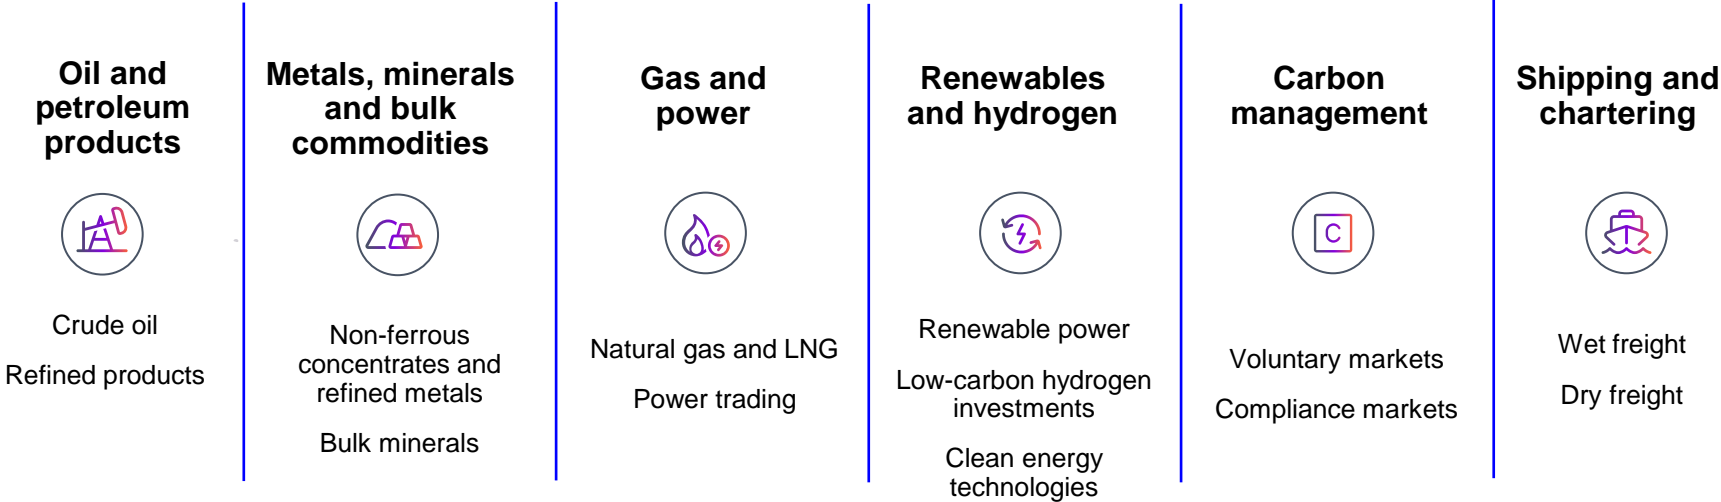 Oil and
petroleum
products
Crude oil
Refined products
Metals, minerals
and bulk
commodities
Non-ferrous
concentrates and
refined metals
Bulk minerals
Gas and
power
Natural gas and LNG
Power trading
Renewables
and hydrogen
Renewable power
Low-carbon hydrogen
investments
Clean energy
technologies
Carbon
management
C
Voluntary markets
Compliance markets
Shipping and
chartering
Wet freight
Dry freight